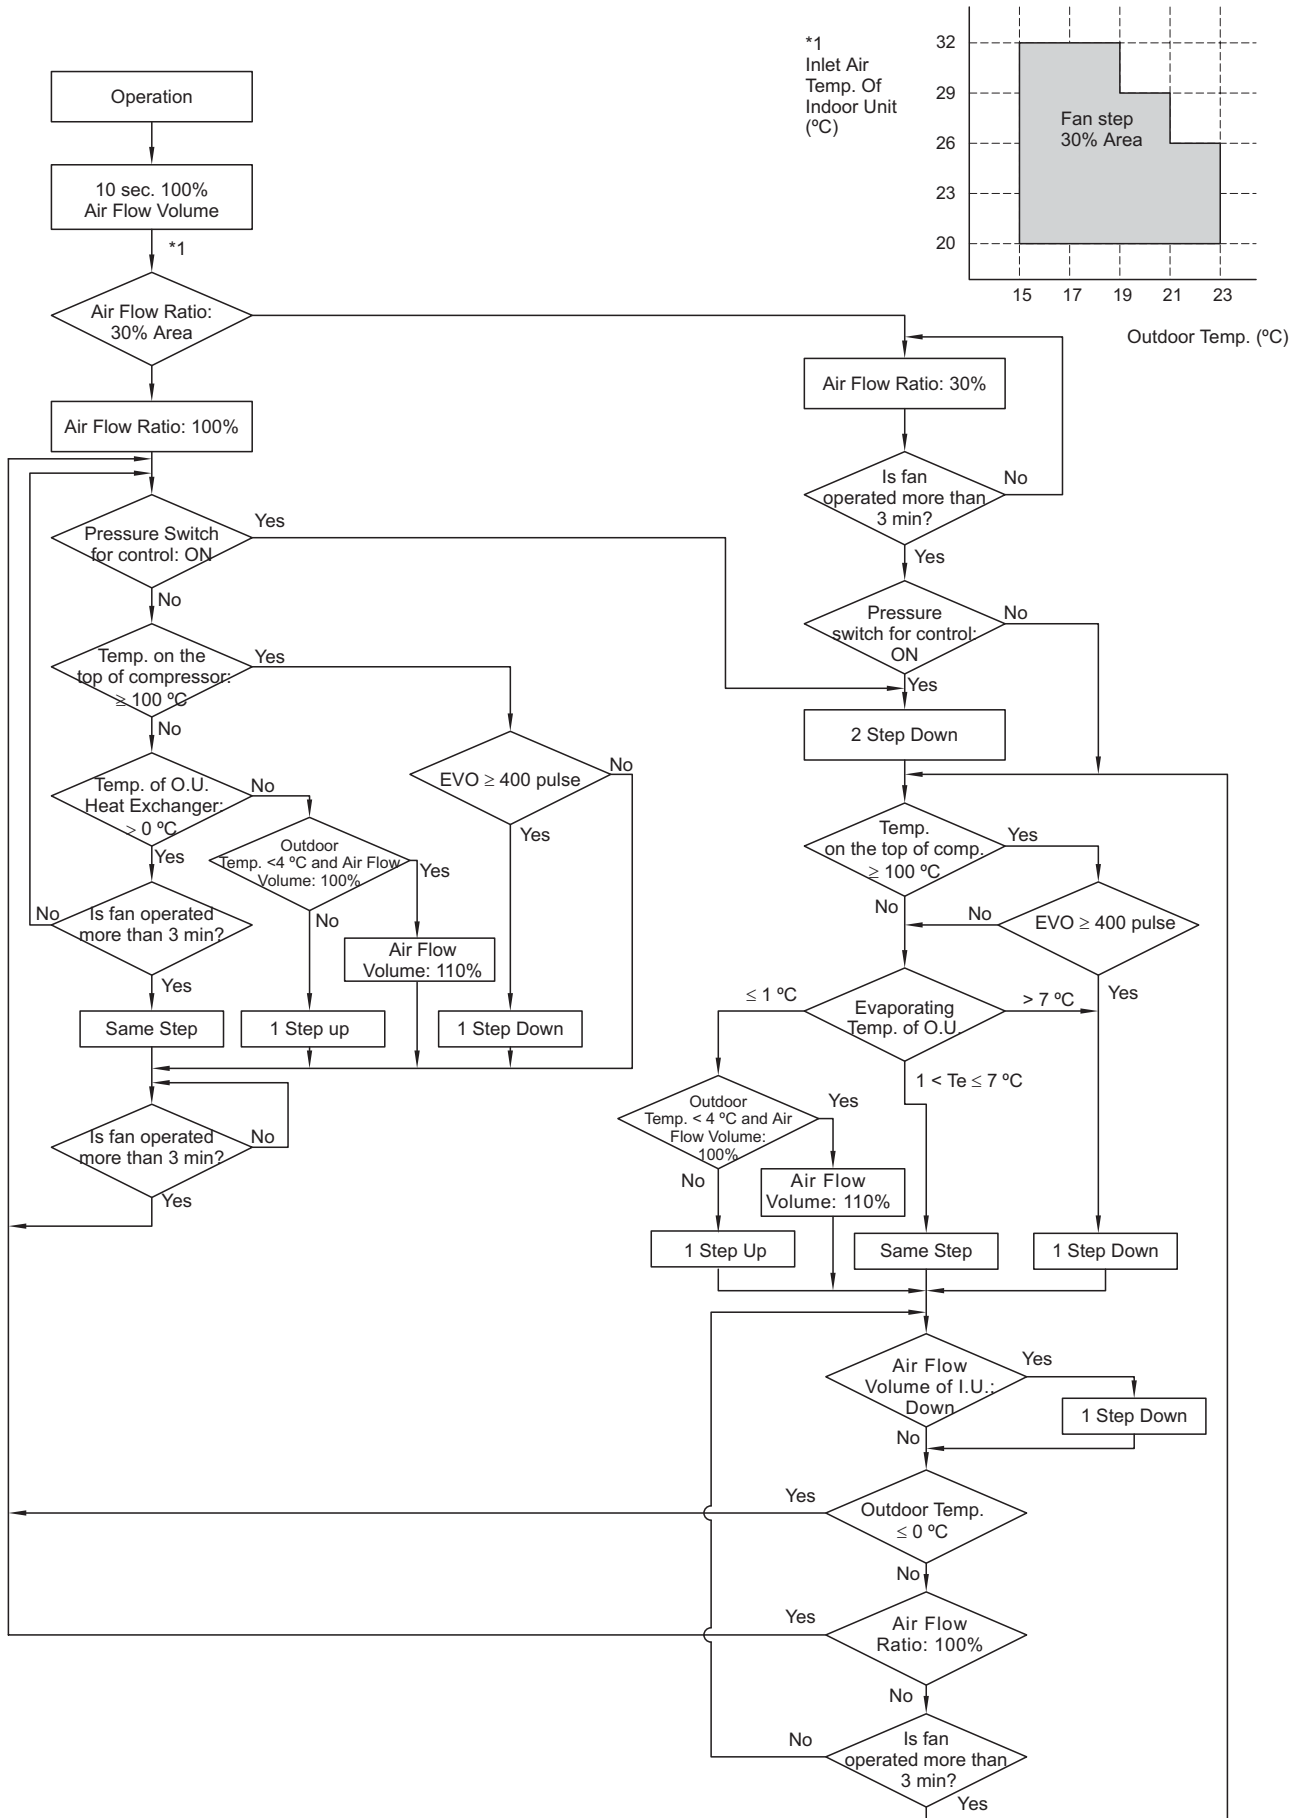 *1
Inlet Air
Temp. Of
Indoor Unit
(ºC)
32
29
26
23
20
Fan step
30% Area
15 17 19 21 23
Outdoor Temp. (ºC)
Operation
10 sec. 100%
Air Flow Volume
*1
Air Flow Ratio:
30% Area
Air Flow Ratio: 100%
Pressure Switch
for control: ON
Yes
No
Temp. on the
top of compressor:
≥ 100 ºC
Yes
No
Temp. of O.U.
Heat Exchanger:
> 0 ºC
No
Yes
Outdoor
Temp. <4 ºC and Air Flow
Volume: 100%
Yes
No
Air Flow
Volume: 110%
EVO ≥ 400 pulse
No
Yes
Is fan operated
more than 3 min?
No
Yes
Same Step
1 Step up
1 Step Down
Is fan operated
more than 3 min?
No
Yes
Air Flow Ratio: 30%
Is fan
operated more than
3 min?
No
Yes
Pressure
switch for control:
ON
No
Yes
2 Step Down
Temp.
on the top of comp.
≥ 100 ºC
Yes
No
EVO ≥ 400 pulse
No
Yes
Evaporating
Temp. of O.U.
≤ 1 ºC
> 7 ºC
1 < Te ≤ 7 ºC
Outdoor
Temp. < 4 ºC and Air
Flow Volume:
100%
Yes
No
Air Flow
Volume: 110%
1 Step Up
Same Step
1 Step Down
Air Flow
Volume of I.U.:
Down
Yes
No
1 Step Down
Outdoor Temp.
≤ 0 ºC
Yes
No
Air Flow
Ratio: 100%
Yes
No
Is fan
operated more than
3 min?
No
Yes